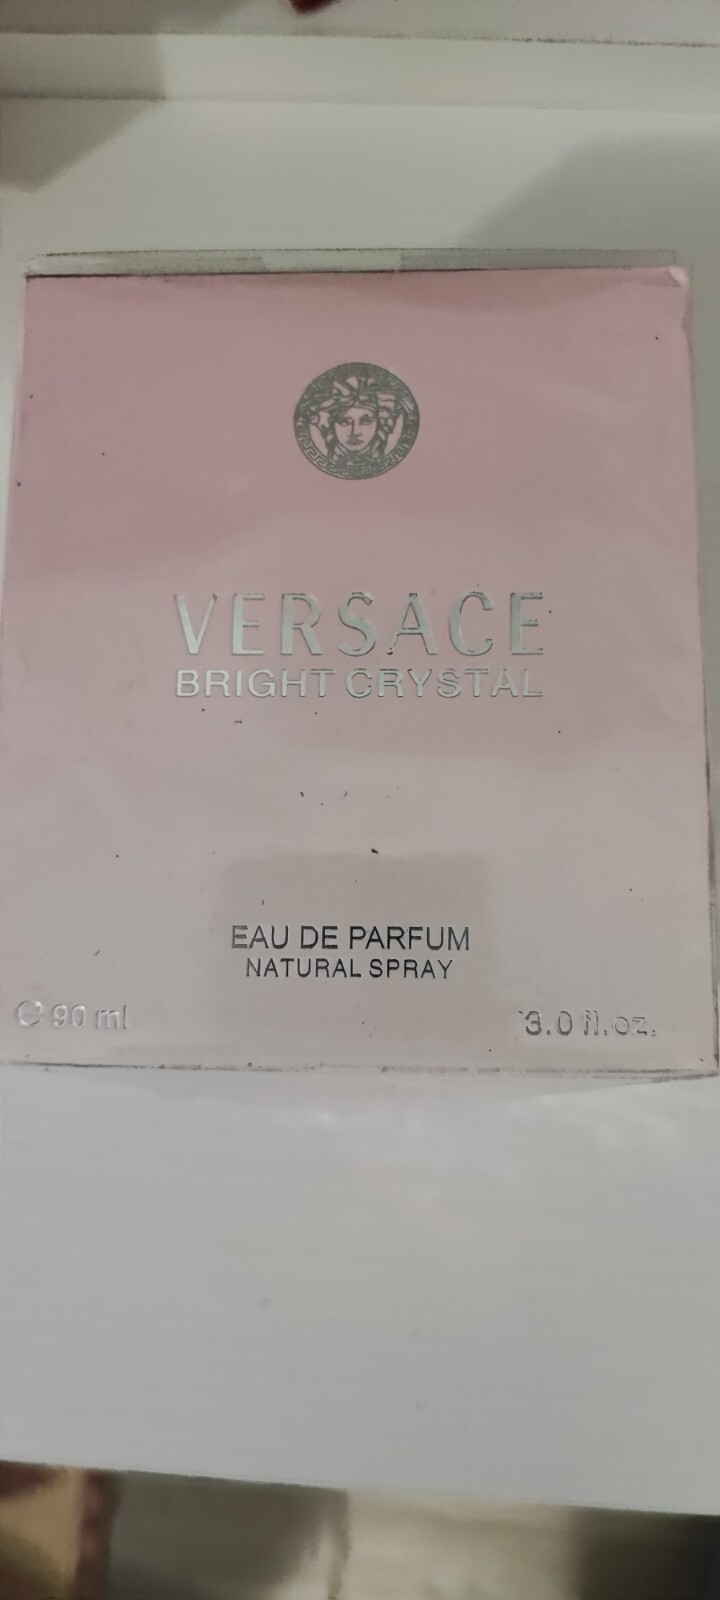 VERSACE
BRIGHT CRYSTAL
EAU DE PARFUM
NATURAL SPRAY
e 90 ml
3.0 fl.oz.